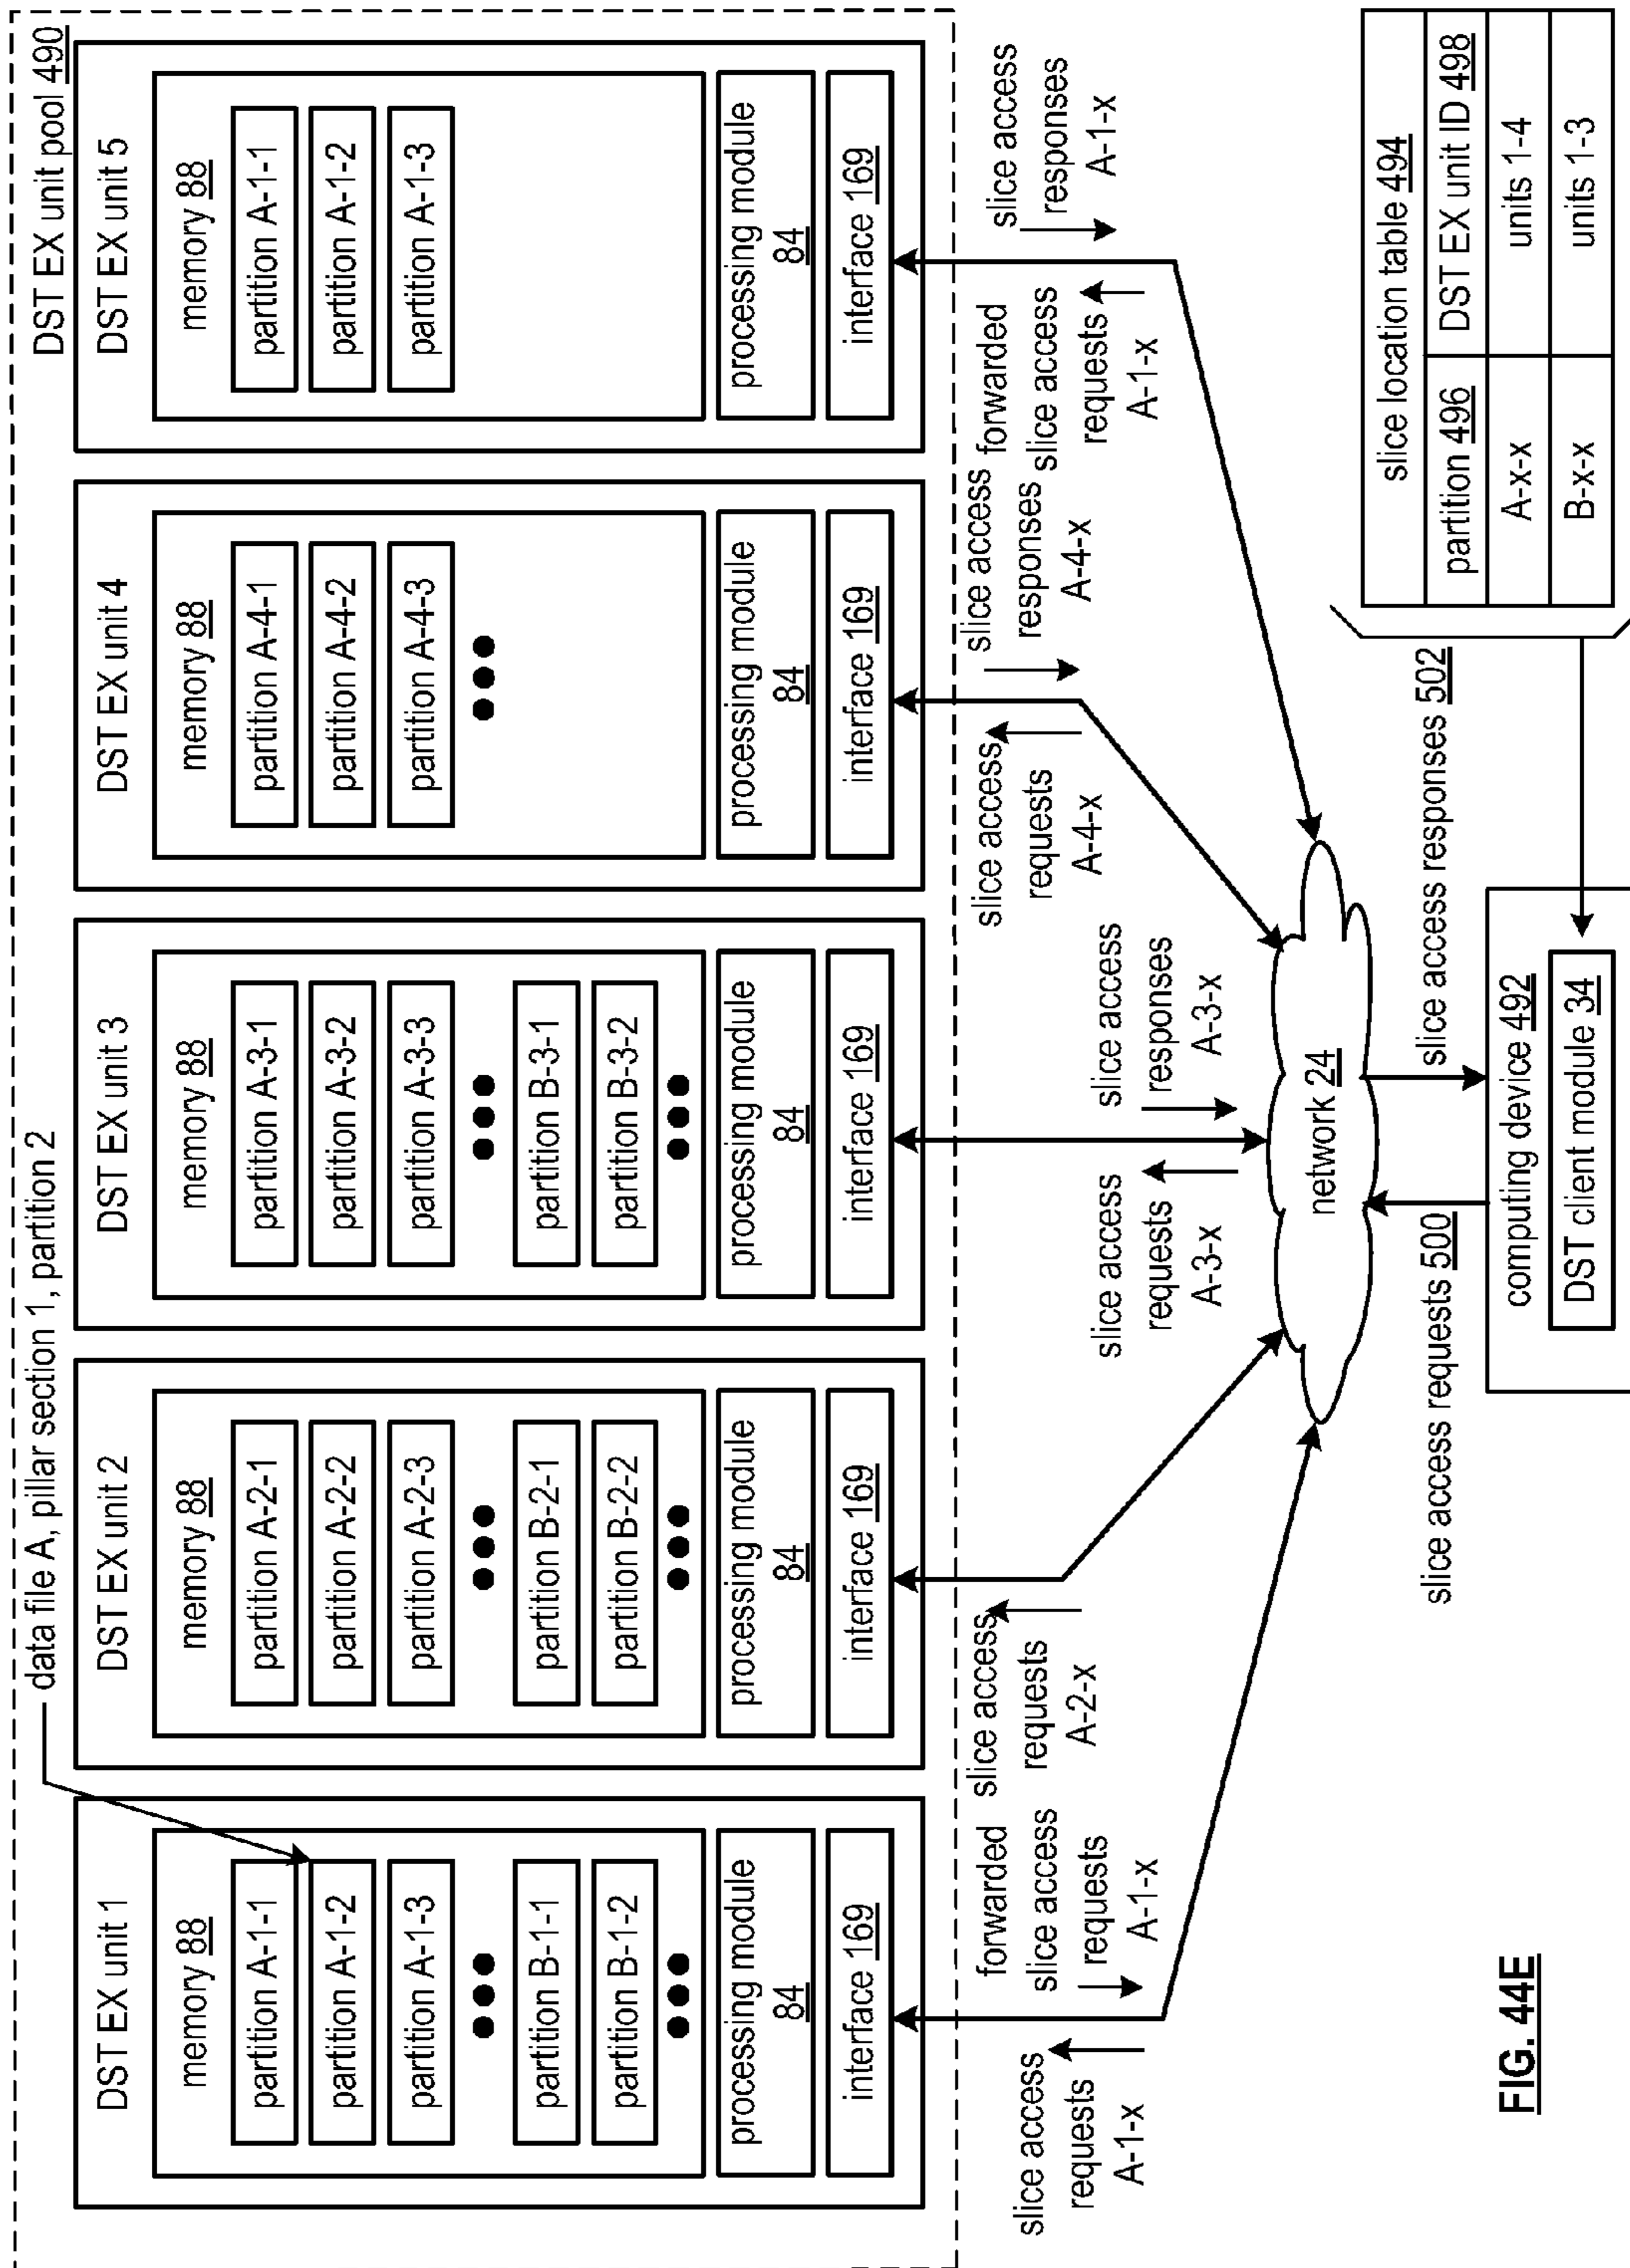 data file A, pillar section 1, partition 2
DST EX unit pool 490
DST EX unit 1
memory 88
partition A-1-1
partition A-1-2
partition A-1-3
partition B-1-1
partition B-1-2
processing module
84
interface 169
DST EX unit 2
memory 88
partition A-2-1
partition A-2-2
partition A-2-3
partition B-2-1
partition B-2-2
processing module
84
interface 169
DST EX unit 3
memory 88
partition A-3-1
partition A-3-2
partition A-3-3
partition B-3-1
partition B-3-2
processing module
84
interface 169
DST EX unit 4
memory 88
partition A-4-1
partition A-4-2
partition A-4-3
processing module
84
interface 169
DST EX unit 5
memory 88
partition A-1-1
partition A-1-2
partition A-1-3
processing module
84
interface 169
slice access
requests
A-1-x
forwarded
slice access
requests
A-1-x
slice access
requests
A-2-x
slice access
requests
A-3-x
slice access
responses
A-3-x
slice access
requests
A-4-x
slice access
responses
A-4-x
forwarded
slice access
requests
A-1-x
slice access
responses
A-1-x
network 24
slice access requests 500
slice access responses 502
computing device 492
DST client module 34
slice location table 494
partition 496
DST EX unit ID 498
A-x-x
units 1-4
B-x-x
units 1-3
FIG. 44E